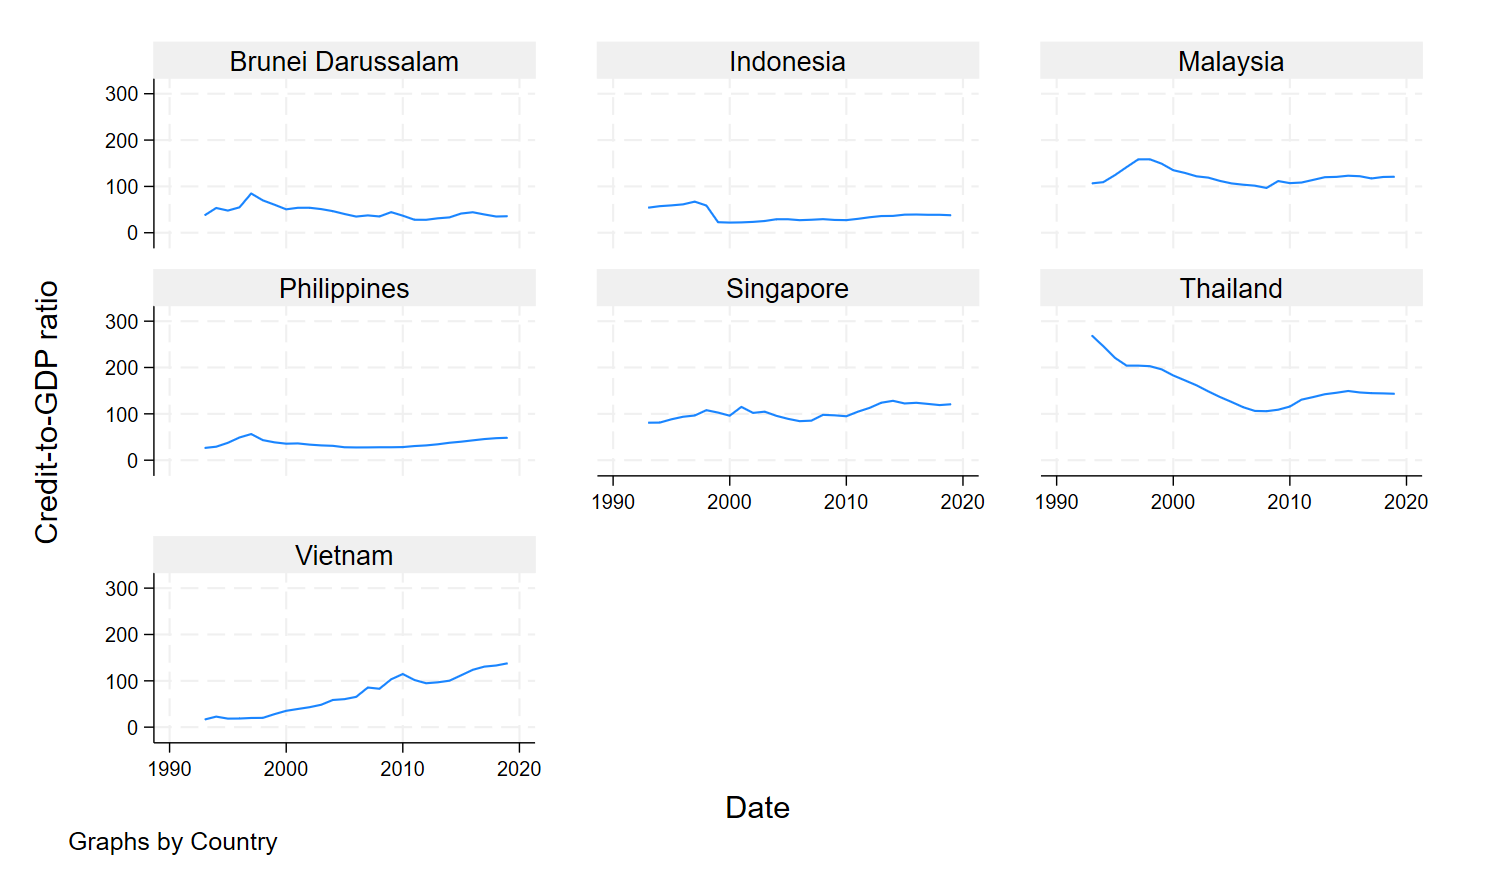 Brunei Darussalam
Indonesia
Malaysia
300
200
100
0
Philippines
Singapore
Thailand
300
200
100
0
1990 2000 2010 2020
1990 2000 2010 2020
Vietnam
300
200
100
0
1990 2000 2010 2020
Credit-to-GDP ratio
Date
Graphs by Country